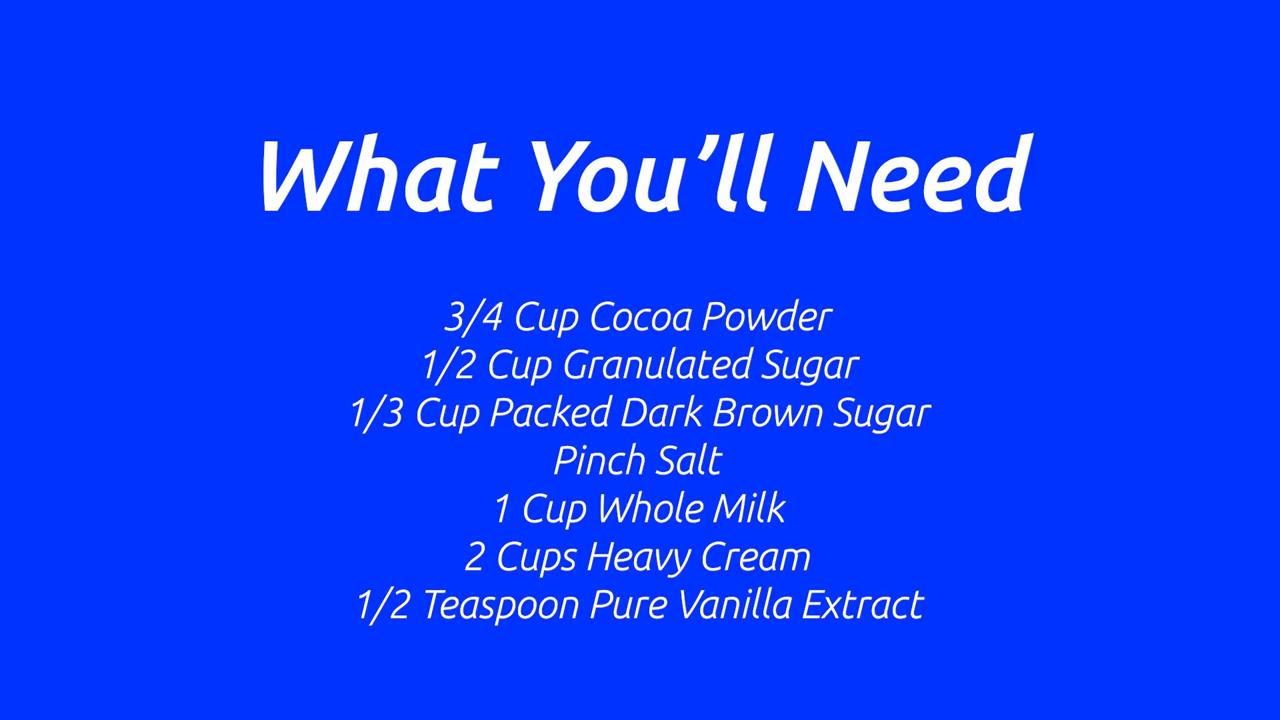 What You’ll Need
3/4 Cup Cocoa Powder
1/2 Cup Granulated Sugar
1/3 Cup Packed Dark Brown Sugar
Pinch Salt
1 Cup Whole Milk
2 Cups Heavy Cream
1/2 Teaspoon Pure Vanilla Extract